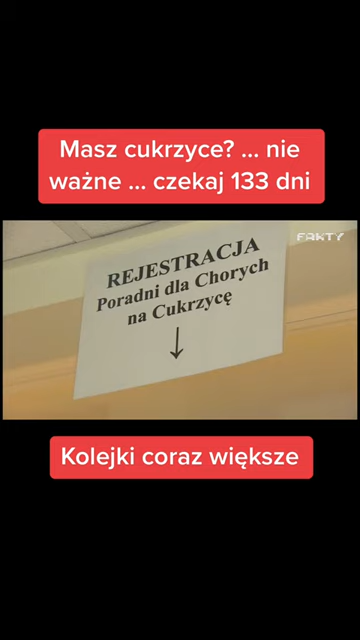 Masz cukrzyce? ... nie
ważne ... czekaj 133 dni
FAKTY
REJESTRACJA
Poradni dla Chorych
na Cukrzycę
Kolejki coraz większe